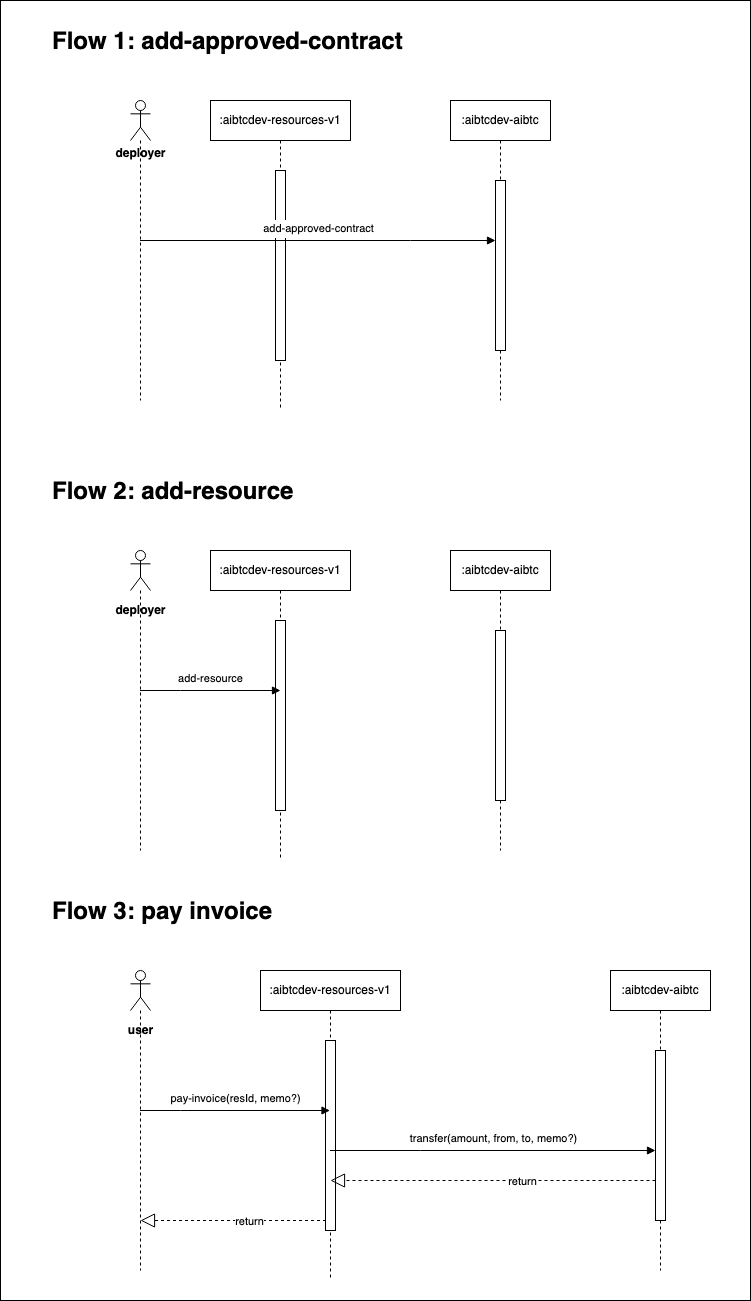 Flow 1: add-approved-contract
:aibtcdev-resources-v1
:aibtcdev-aibtc
deployer
add-approved-contract
Flow 2: add-resource
:aibtcdev-resources-v1
:aibtcdev-aibtc
deployer
add-resource
Flow 3: pay invoice
:aibtcdev-resources-v1
:aibtcdev-aibtc
user
pay-invoice(resId, memo?)
transfer(amount, from, to, memo?)
return
return